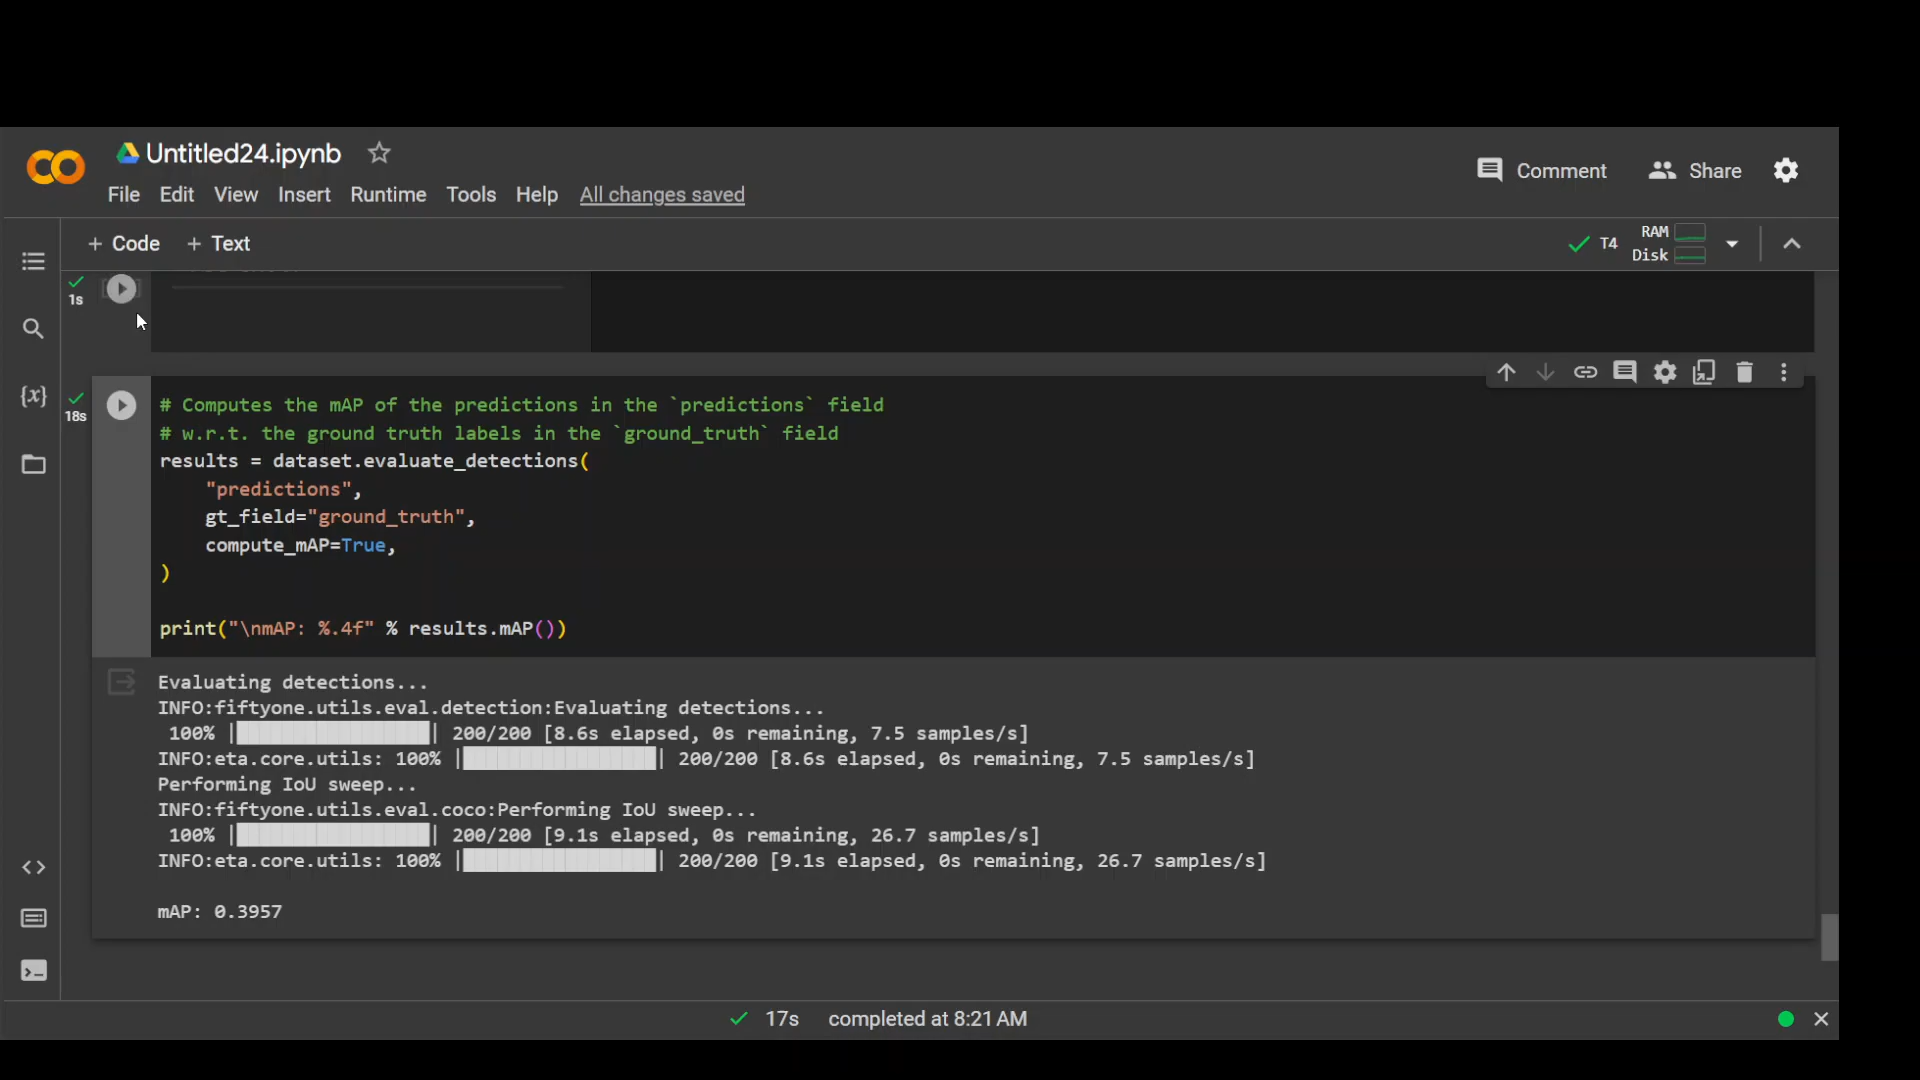 Untitled24.ipynb
File Edit View Insert Runtime Tools Help All changes saved
Comment Share
+ Code + Text
T4 RAM Disk
1s
18s
# Computes the mAP of the predictions in the `predictions` field
# w.r.t. the ground truth labels in the `ground_truth` field
results = dataset.evaluate_detections(
"predictions",
gt_field="ground_truth",
compute_mAP=True,
)
print("\nmAP: %.4f" % results.mAP())
Evaluating detections...
INFO:fiftyone.utils.eval.detection:Evaluating detections...
100% |████████████████| 200/200 [8.6s elapsed, 0s remaining, 7.5 samples/s]
INFO:eta.core.utils: 100% |████████████████| 200/200 [8.6s elapsed, 0s remaining, 7.5 samples/s]
Performing IoU sweep...
INFO:fiftyone.utils.eval.coco:Performing IoU sweep...
100% |████████████████| 200/200 [9.1s elapsed, 0s remaining, 26.7 samples/s]
INFO:eta.core.utils: 100% |████████████████| 200/200 [9.1s elapsed, 0s remaining, 26.7 samples/s]
mAP: 0.3957
17s completed at 8:21 AM